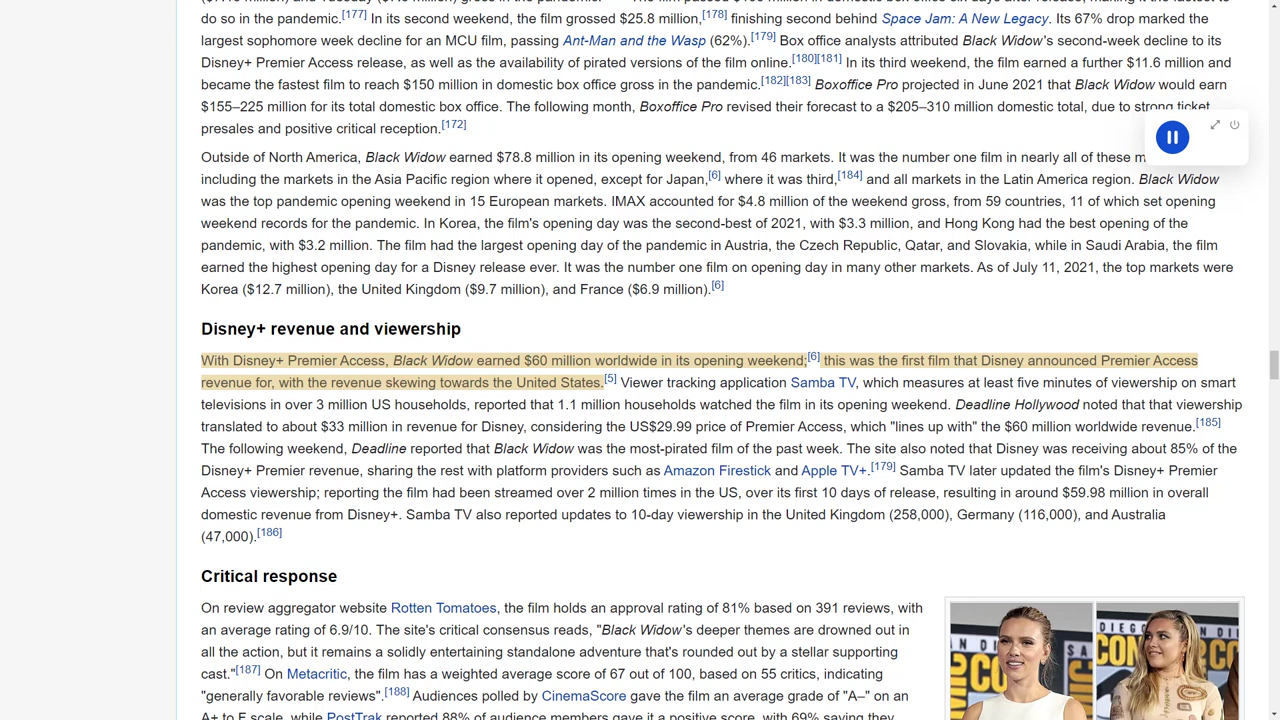 do so in the pandemic.[177] In its second weekend, the film grossed $25.8 million,[178] finishing second behind Space Jam: A New Legacy. Its 67% drop marked the
largest sophomore week decline for an MCU film, passing Ant-Man and the Wasp (62%).[179] Box office analysts attributed Black Widow's second-week decline to its
Disney+ Premier Access release, as well as the availability of pirated versions of the film online.[180][181] In its third weekend, the film earned a further $11.6 million and
became the fastest film to reach $150 million in domestic box office gross in the pandemic.[182][183] Boxoffice Pro projected in June 2021 that Black Widow would earn
$155–225 million for its total domestic box office. The following month, Boxoffice Pro revised their forecast to a $205–310 million domestic total, due to strong ticket
presales and positive critical reception.[172]
Outside of North America, Black Widow earned $78.8 million in its opening weekend, from 46 markets. It was the number one film in nearly all of these
including the markets in the Asia Pacific region where it opened, except for Japan,[6] where it was third,[184] and all markets in the Latin America region. Black Widow
was the top pandemic opening weekend in 15 European markets. IMAX accounted for $4.8 million of the weekend gross, from 59 countries, 11 of which set opening
weekend records for the pandemic. In Korea, the film's opening day was the second-best of 2021, with $3.3 million, and Hong Kong had the best opening of the
pandemic, with $3.2 million. The film had the largest opening day of the pandemic in Austria, the Czech Republic, Qatar, and Slovakia, while in Saudi Arabia, the film
earned the highest opening day for a Disney release ever. It was the number one film on opening day in many other markets. As of July 11, 2021, the top markets were
Korea ($12.7 million), the United Kingdom ($9.7 million), and France ($6.9 million).[6]
Disney+ revenue and viewership
With Disney+ Premier Access, Black Widow earned $60 million worldwide in its opening weekend;[6] this was the first film that Disney announced Premier Access
revenue for, with the revenue skewing towards the United States.[5] Viewer tracking application Samba TV, which measures at least five minutes of viewership on smart
televisions in over 3 million US households, reported that 1.1 million households watched the film in its opening weekend. Deadline Hollywood noted that that viewership
translated to about $33 million in revenue for Disney, considering the US$29.99 price of Premier Access, which "lines up with" the $60 million worldwide revenue.[185]
The following weekend, Deadline reported that Black Widow was the most-pirated film of the past week. The site also noted that Disney was receiving about 85% of the
Disney+ Premier revenue, sharing the rest with platform providers such as Amazon Firestick and Apple TV+.[179] Samba TV later updated the film's Disney+ Premier
Access viewership; reporting the film had been streamed over 2 million times in the US, over its first 10 days of release, resulting in around $59.98 million in overall
domestic revenue from Disney+. Samba TV also reported updates to 10-day viewership in the United Kingdom (258,000), Germany (116,000), and Australia
(47,000).[186]
Critical response
On review aggregator website Rotten Tomatoes, the film holds an approval rating of 81% based on 391 reviews, with
an average rating of 6.9/10. The site's critical consensus reads, "Black Widow's deeper themes are drowned out in
all the action, but it remains a solidly entertaining standalone adventure that's rounded out by a stellar supporting
cast."[187] On Metacritic, the film has a weighted average score of 67 out of 100, based on 55 critics, indicating
"generally favorable reviews".[188] Audiences polled by CinemaScore gave the film an average grade of "A–" on an
A+ to F scale, while PostTrak reported 88% of audience members gave it a positive score, with 69% saying they